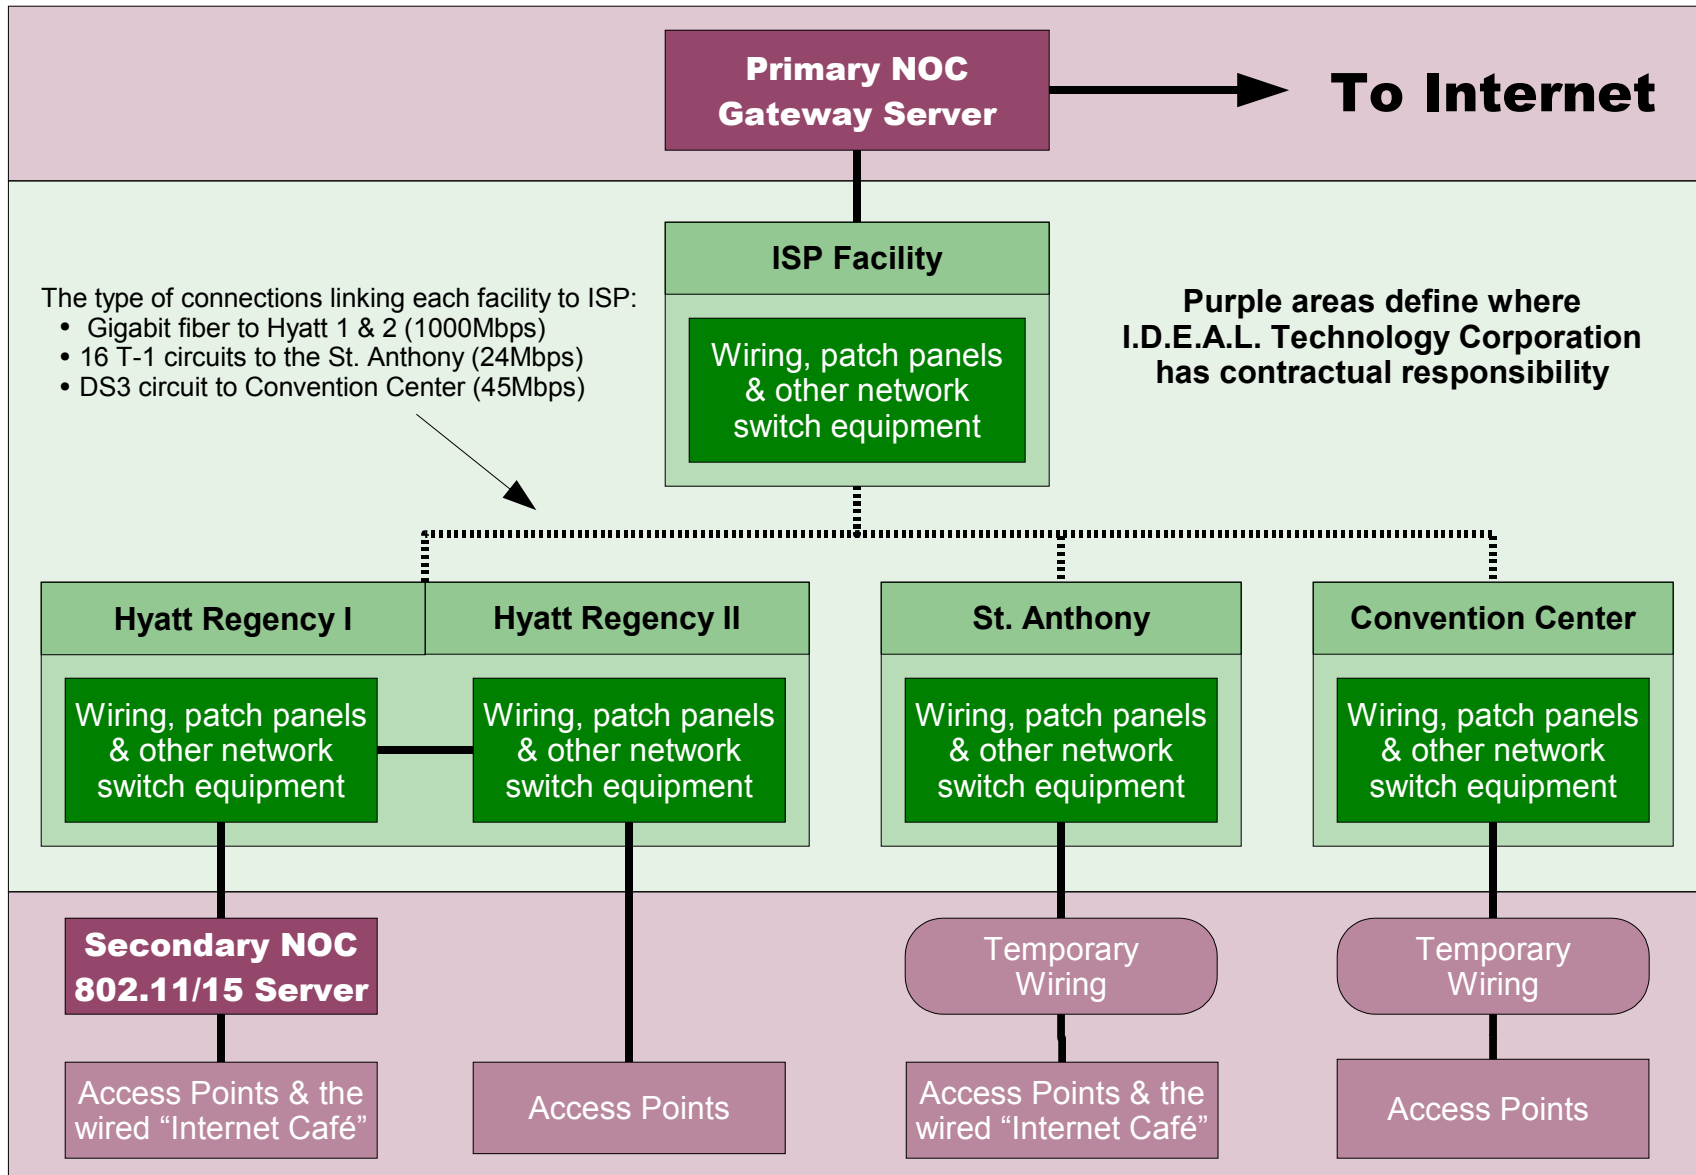 Primary NOC
Gateway Server
To Internet
ISP Facility
Wiring, patch panels
& other network
switch equipment
The type of connections linking each facility to ISP:
• Gigabit fiber to Hyatt 1 & 2 (1000Mbps)
• 16 T-1 circuits to the St. Anthony (24Mbps)
• DS3 circuit to Convention Center (45Mbps)
Purple areas define where
I.D.E.A.L. Technology Corporation
has contractual responsibility
Hyatt Regency I
Wiring, patch panels
& other network
switch equipment
Hyatt Regency II
Wiring, patch panels
& other network
switch equipment
St. Anthony
Wiring, patch panels
& other network
switch equipment
Convention Center
Wiring, patch panels
& other network
switch equipment
Secondary NOC
802.11/15 Server
Access Points & the
wired “Internet Café”
Access Points
Temporary
Wiring
Access Points & the
wired “Internet Café”
Temporary
Wiring
Access Points